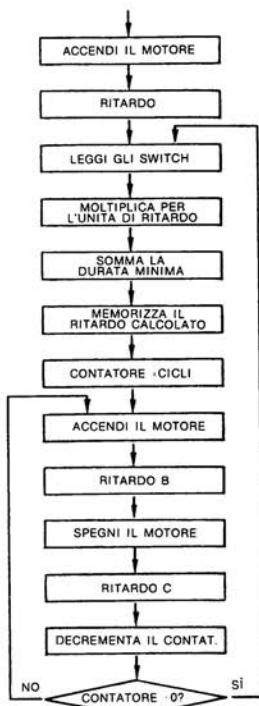 ACCENDI IL MOTORE
RITARDO
LEGGI GLI SWITCH
MOLTIPLICA PER
L'UNITA DI RITARDO
SOMMA LA
DURATA MINIMA
MEMORIZZA IL
RITARDO CALCOLATO
CONTATORE = CICLI
ACCENDI IL MOTORE
RITARDO B
SPEGNI IL MOTORE
RITARDO C
DECREMENTA IL CONTAT.
NO
CONTATORE = 0?
SÌ